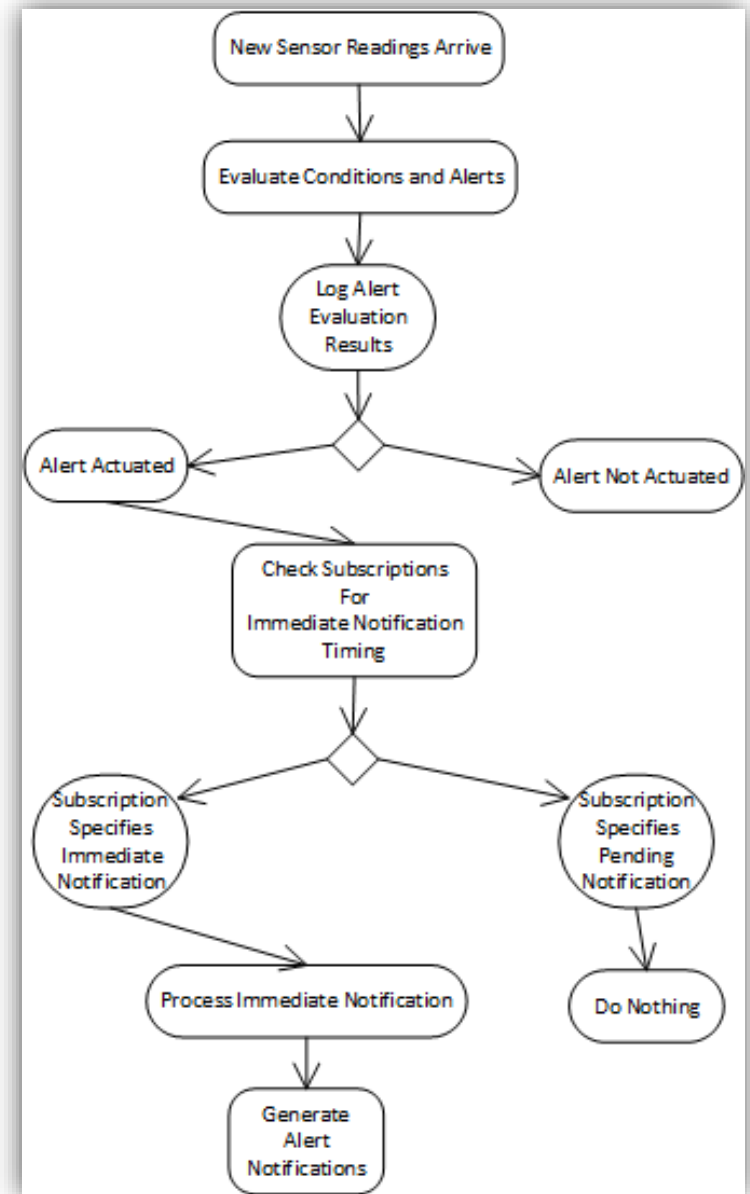 New Sensor Readings Arrive
Evaluate Conditions and Alerts
Log Alert
Evaluation
Results
Alert Actuated
Alert Not Actuated
Check Subscriptions
For
Immediate Notification
Timing
Subscription
Specifies
Immediate
Notification
Subscription
Specifies
Pending
Notification
Process Immediate Notification
Do Nothing
Generate
Alert
Notifications